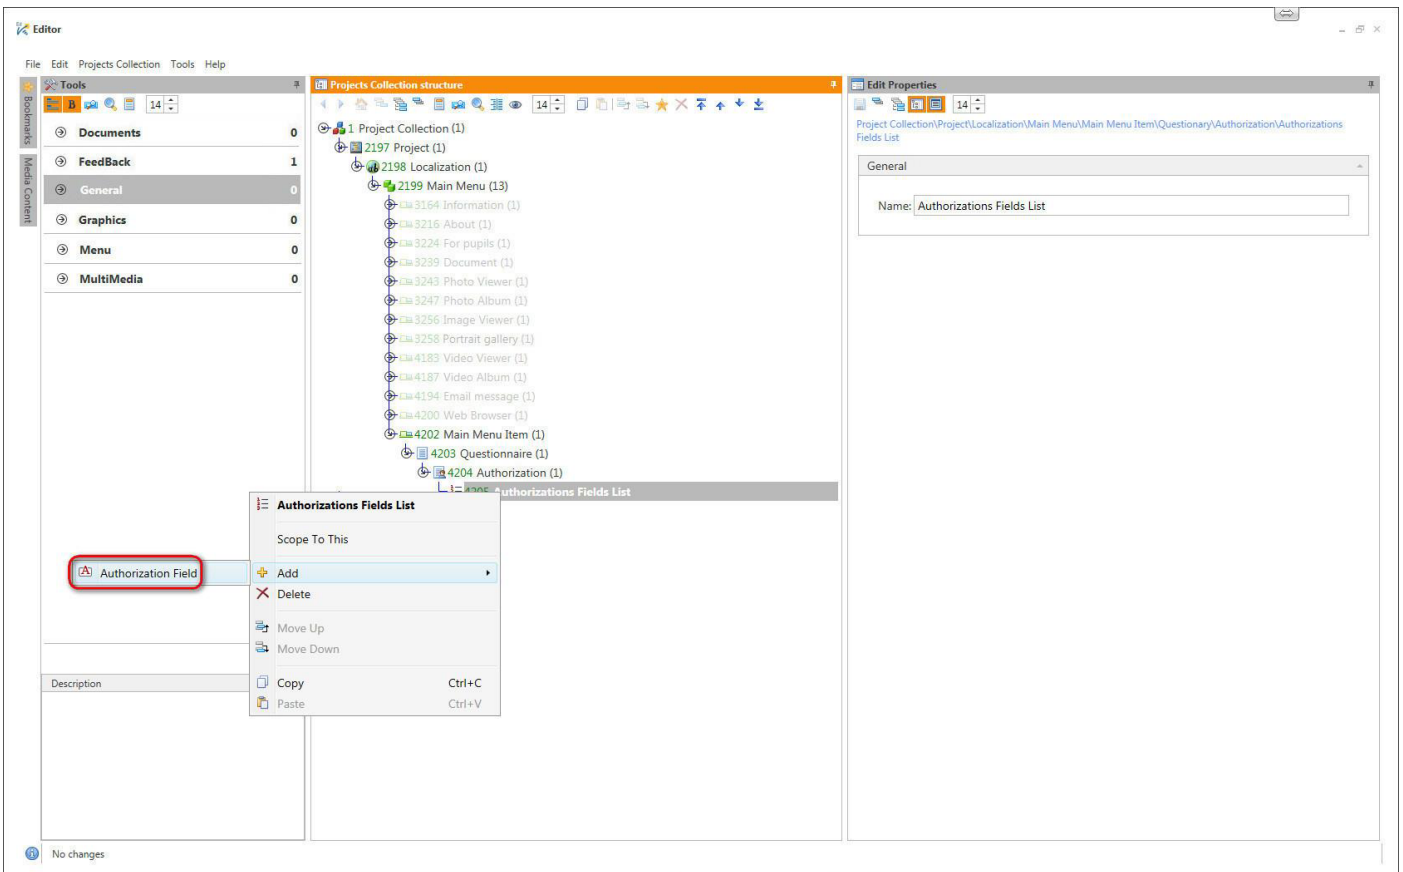 Editor
File Edit Projects Collection Tools Help
Bookmarks
Media Content
Tools
B 14
Documents 0
FeedBack 1
General 0
Graphics 0
Menu 0
MultiMedia 0
Description
Projects Collection structure
14
1 Project Collection (1)
2197 Project (1)
2198 Localization (1)
2199 Main Menu (13)
3164 Information (1)
3216 About (1)
3224 For pupils (1)
3239 Document (1)
3243 Photo Viewer (1)
3247 Photo Album (1)
3256 Image Viewer (1)
3258 Portrait gallery (1)
4183 Video Viewer (1)
4187 Video Album (1)
4194 Email message (1)
4200 Web Browser (1)
4202 Main Menu Item (1)
4203 Questionnaire (1)
4204 Authorization (1)
4205 Authorizations Fields List
Authorizations Fields List
Scope To This
Add
Authorization Field
Delete
Move Up
Move Down
Copy Ctrl+C
Paste Ctrl+V
Edit Properties
14
Project Collection\Project\Localization\Main Menu\Main Menu Item\Questionary\Authorization\Authorizations
Fields List
General
Name: Authorizations Fields List
No changes